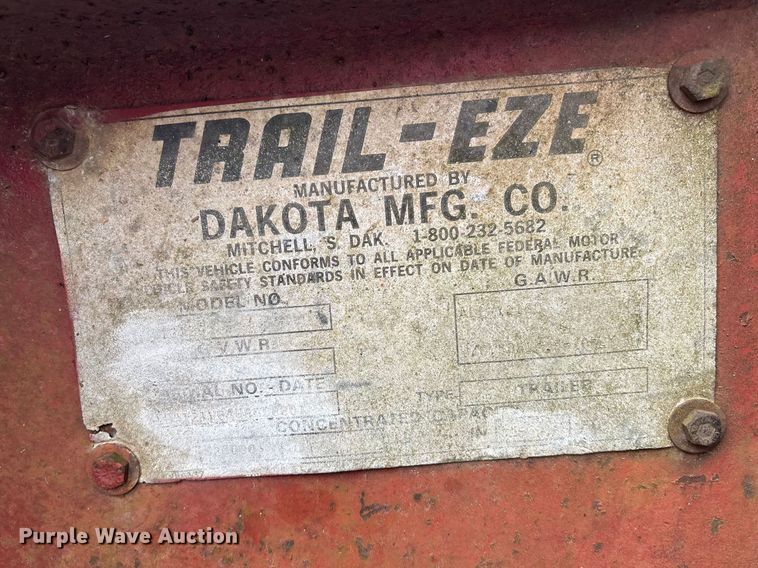 TRAIL-EZE ®
MANUFACTURED BY
DAKOTA MFG. CO.
MITCHELL, S. DAK. 1-800 232-5682
THIS VEHICLE CONFORMS TO ALL APPLICABLE FEDERAL MOTOR
VEHICLE SAFETY STANDARDS IN EFFECT ON DATE OF MANUFACTURE.
MODEL NO. G.A.W.R.
G.V.W.R.
SERIAL NO. - DATE TYPE TRAILER
CONCENTRATED
IN
Purple Wave Auction